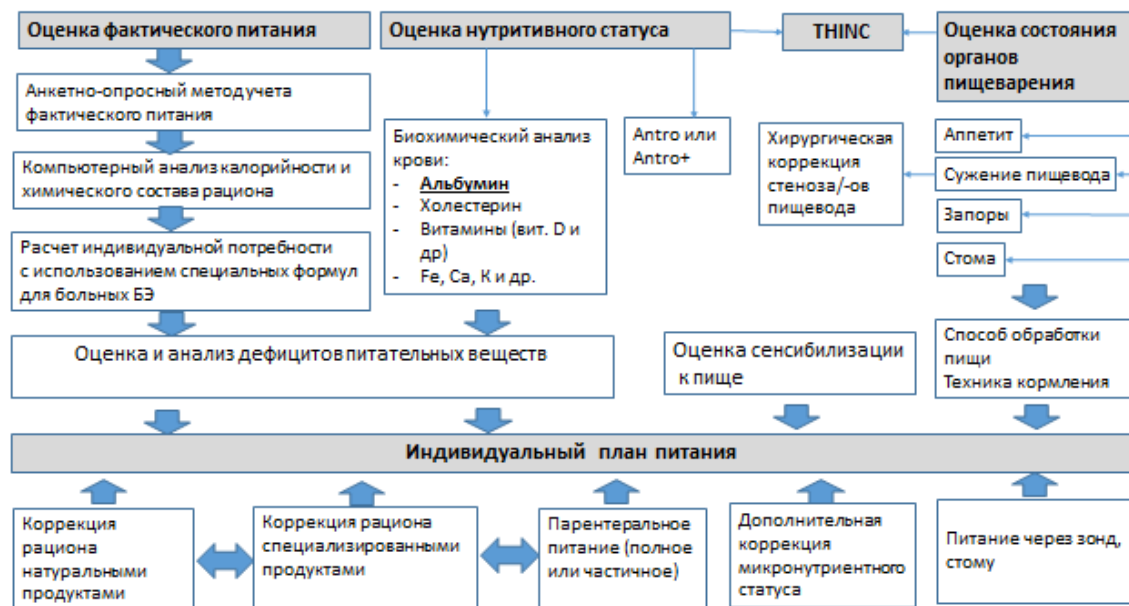 Оценка фактического питания
Оценка нутритивного статуса
THINC
Оценка состояния
органов
пищеварения
Анкетно-опросный метод учета
фактического питания
Компьютерный анализ калорийности и
химического состава рациона
Расчет индивидуальной потребности
с использованием специальных формул
для больных БЭ
Биохимический анализ
крови:
- Альбумин
- Холестерин
- Витамины (вит. D и
др)
- Fe, Ca, K и др.
Antro или
Antro+
Хирургическая
коррекция
стеноза/-ов
пищевода
Аппетит
Сужение пищевода
Запоры
Стома
Оценка и анализ дефицитов питательных веществ
Оценка сенсибилизации
к пище
Способ обработки
пищи
Техника кормления
Индивидуальный план питания
Коррекция
рациона
натуральными
продуктами
Коррекция рациона
специализированными
продуктами
Парентеральное
питание (полное
или частичное)
Дополнительная
коррекция
микронутриентного
статуса
Питание через зонд,
стому